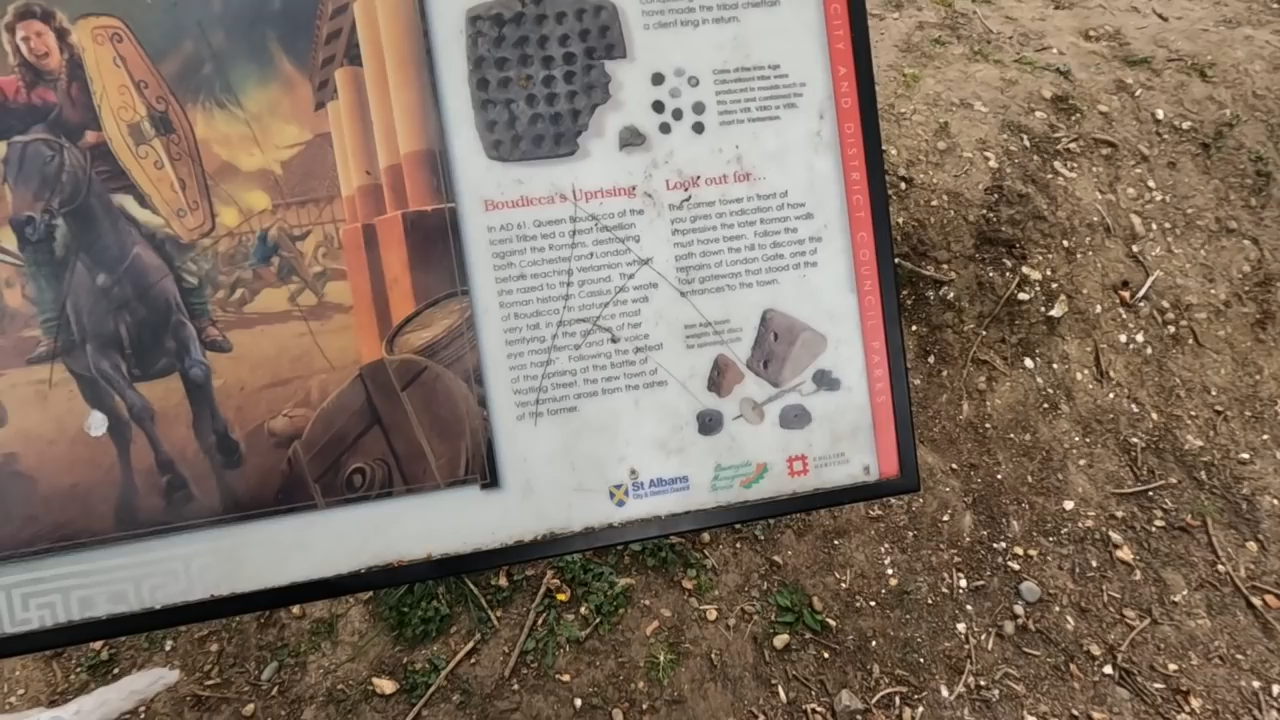 have made the tribal chieftain
a client king in return.
Coins of the Iron Age
Catuvellauni tribe were
produced in moulds such as
this one and contained the
letters VER, VERO or VERL
short for Verlamion.
Boudicca's Uprising
In AD 61, Queen Boudicca of the
Iceni Tribe led a great rebellion
against the Romans, destroying
both Colchester and London
before reaching Verlamion which
she razed to the ground. The
Roman historian Cassius Dio wrote
of Boudicca "In stature she was
very tall, in appearance most
terrifying, in the glance of her
eye most fierce, and her voice
was harsh". Following the defeat
of the uprising at the Battle of
Watling Street, the new town of
Verulamium arose from the ashes
of the former.
Look out for...
The corner tower in front of
you gives an indication of how
impressive the later Roman walls
must have been. Follow the
path down the hill to discover the
remains of London Gate, one of
four gateways that stood at the
entrances to the town.
Iron Age loom
weights and discs
for spinning cloth
St Albans
City & District Council
Countryside
Management
Service
ENGLISH
HERITAGE
CITY AND DISTRICT COUNCIL PARKS